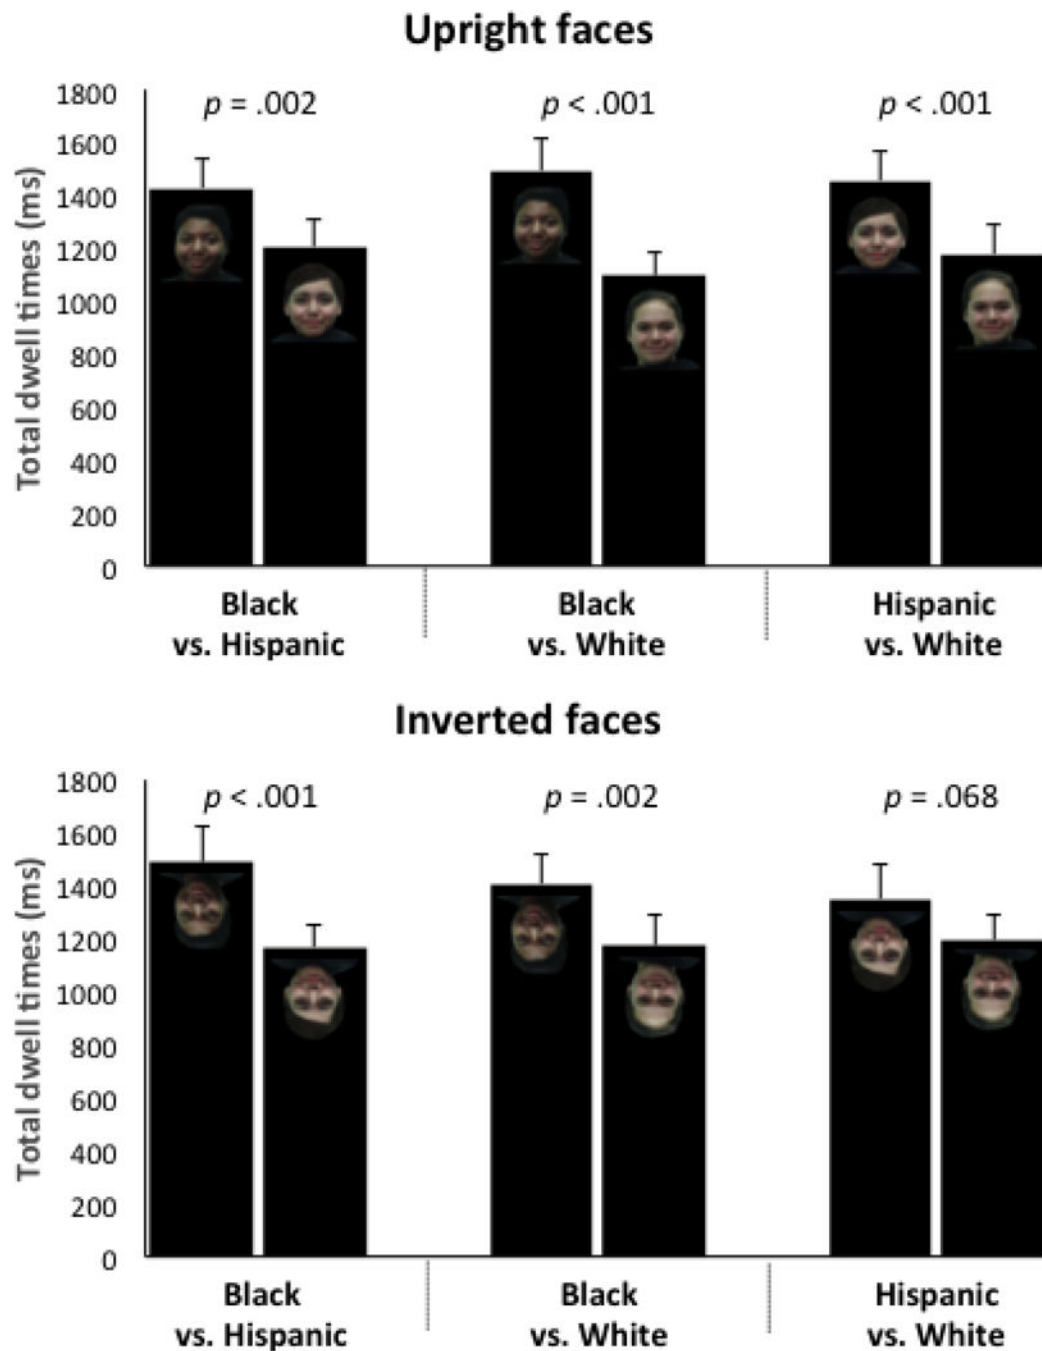 Upright faces
Total dwell times (ms)
1800
1600
1400
1200
1000
800
600
400
200
0
p = .002
p < .001
p < .001
Black
vs. Hispanic
Black
vs. White
Hispanic
vs. White
Inverted faces
Total dwell times (ms)
1800
1600
1400
1200
1000
800
600
400
200
0
p < .001
p = .002
p = .068
Black
vs. Hispanic
Black
vs. White
Hispanic
vs. White